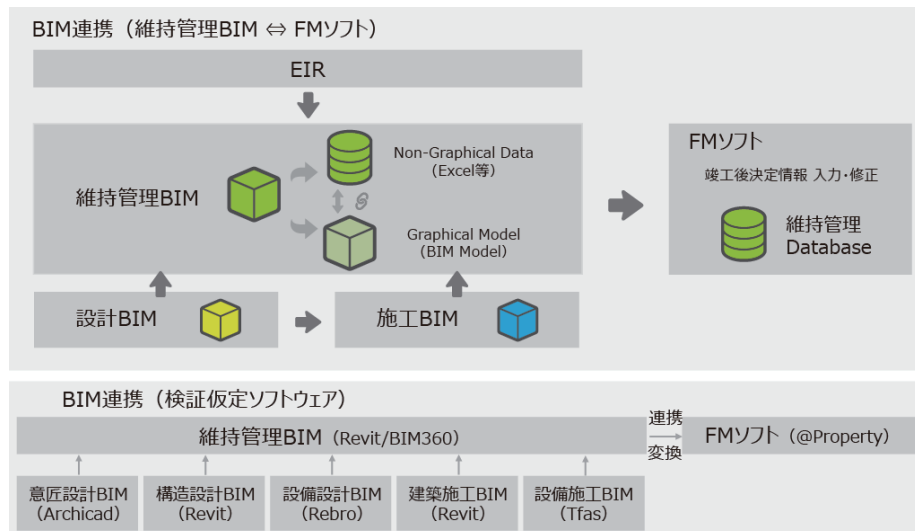 BIM連携（維持管理BIM ⇔ FMソフト）
EIR
維持管理BIM
Non-Graphical Data
(Excel等)
Graphical Model
(BIM Model)
FMソフト
竣工後決定情報 入力・修正
維持管理
Database
設計BIM
施工BIM
BIM連携（検証仮定ソフトウェア）
維持管理BIM（Revit/BIM360）
連携
変換
FMソフト（@Property）
意匠設計BIM
(Archicad)
構造設計BIM
(Revit)
設備設計BIM
(Rebro)
建築施工BIM
(Revit)
設備施工BIM
(Tfas)